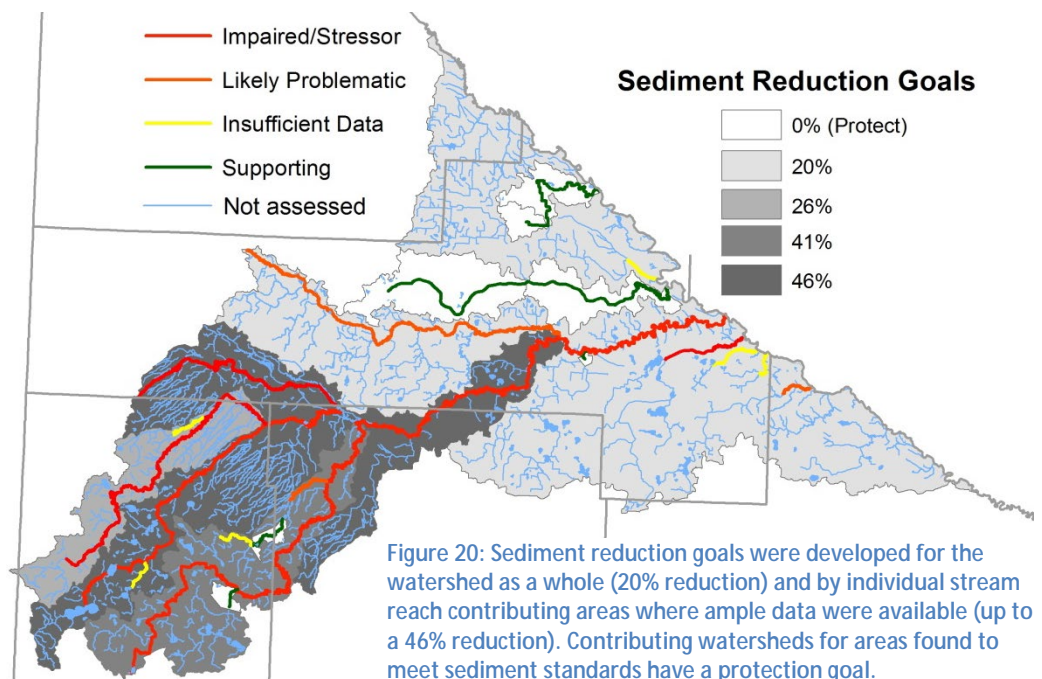 Impaired/Stressor
Likely Problematic
Insufficient Data
Supporting
Not assessed
Sediment Reduction Goals
0% (Protect)
20%
26%
41%
46%
Figure 20: Sediment reduction goals were developed for the
watershed as a whole (20% reduction) and by individual stream
reach contributing areas where ample data were available (up to
a 46% reduction). Contributing watersheds for areas found to
meet sediment standards have a protection goal.